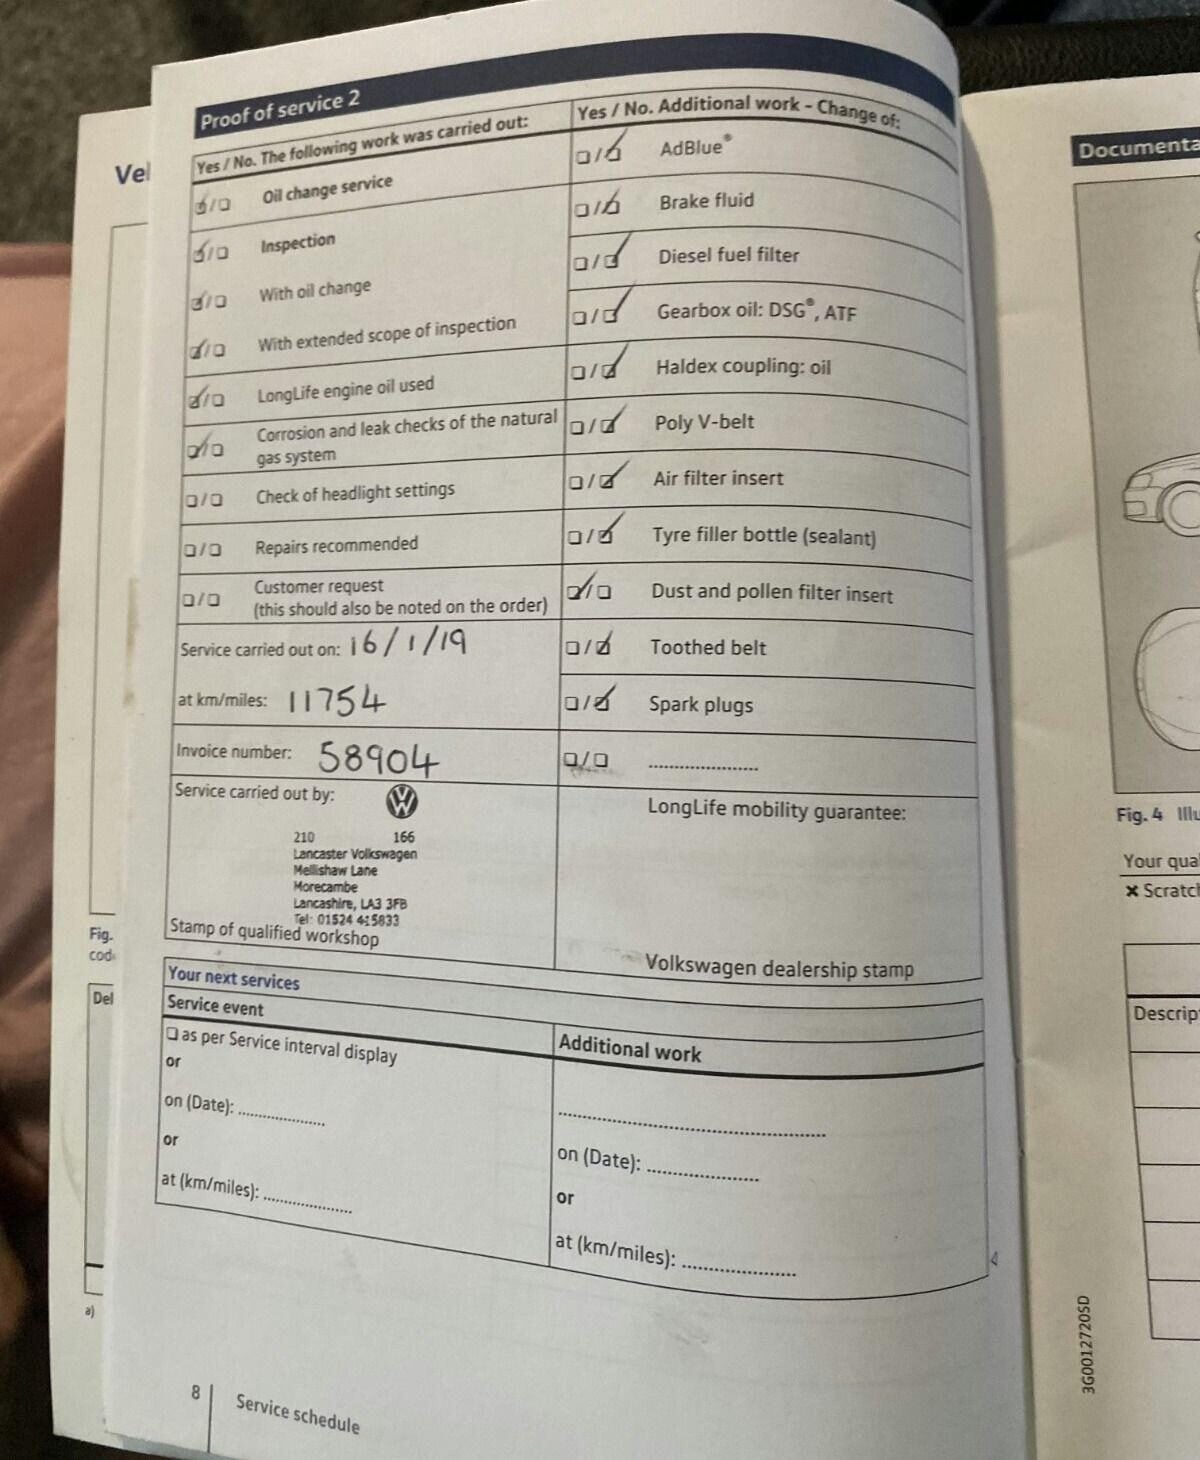 Proof of service 2
Yes / No. The following work was carried out:
Oil change service
Inspection
With oil change
With extended scope of inspection
LongLife engine oil used
Corrosion and leak checks of the natural
gas system
Check of headlight settings
Repairs recommended
Customer request
(this should also be noted on the order)
Service carried out on: 16/1/19
at km/miles: 11754
Invoice number: 58904
Service carried out by:
210 166
Lancaster Volkswagen
Mellishaw Lane
Morecambe
Lancashire, LA3 3FB
Tel: 01524 415833
Stamp of qualified workshop
Yes / No. Additional work - Change of:
AdBlue®
Brake fluid
Diesel fuel filter
Gearbox oil: DSG®, ATF
Haldex coupling: oil
Poly V-belt
Air filter insert
Tyre filler bottle (sealant)
Dust and pollen filter insert
Toothed belt
Spark plugs
....................
LongLife mobility guarantee:
Volkswagen dealership stamp
Your next services
Service event
as per Service interval display
or
on (Date): ....................
or
at (km/miles): ....................
Additional work
..........................................................
on (Date): .........................
or
at (km/miles): .........................
8 Service schedule
Vel
Fig.
cod
Del
a)
Documenta
Fig. 4 Illu
Your qual
× Scratch
Descrip
3G0012720SD